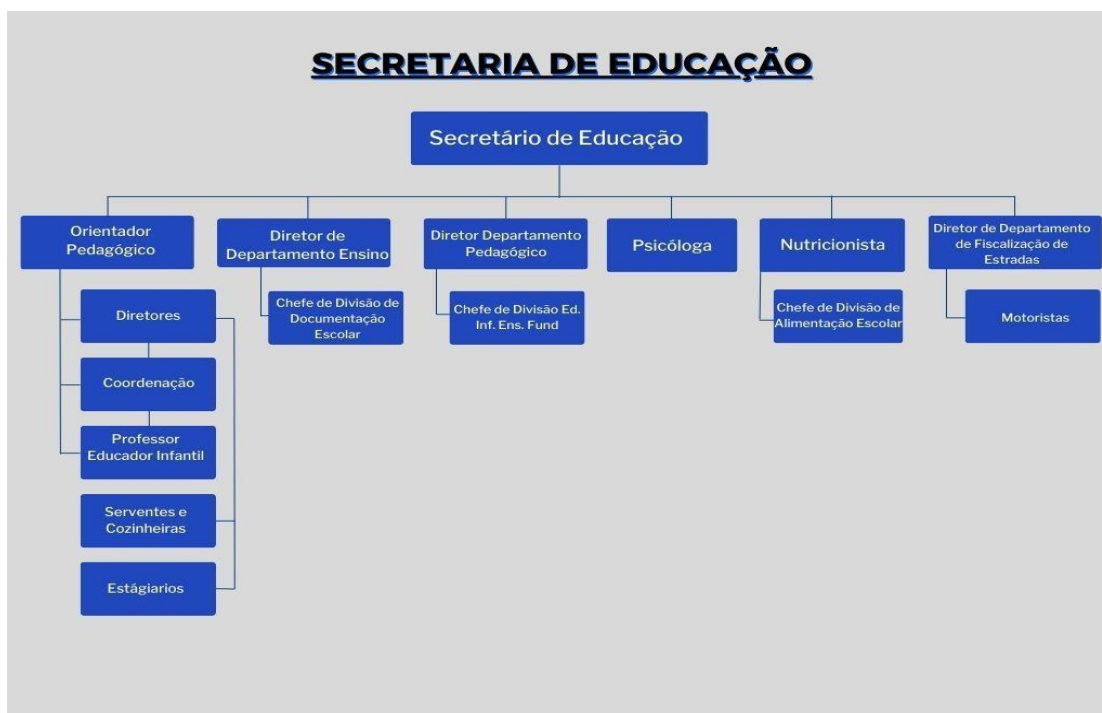 SECRETARIA DE EDUCAÇÃO
Secretário de Educação
Orientador
Pedagógico
Diretor de
Departamento Ensino
Diretor Departamento
Pedagógico
Psicóloga
Nutricionista
Diretor de Departamento
de Fiscalização de
Estradas
Diretores
Chefe de Divisão de
Documentação
Escolar
Chefe de Divisão Ed.
Inf. Ens. Fund
Chefe de Divisão de
Alimentação Escolar
Motoristas
Coordenação
Professor
Educador Infantil
Serventes e
Cozinheiras
Estágiarios